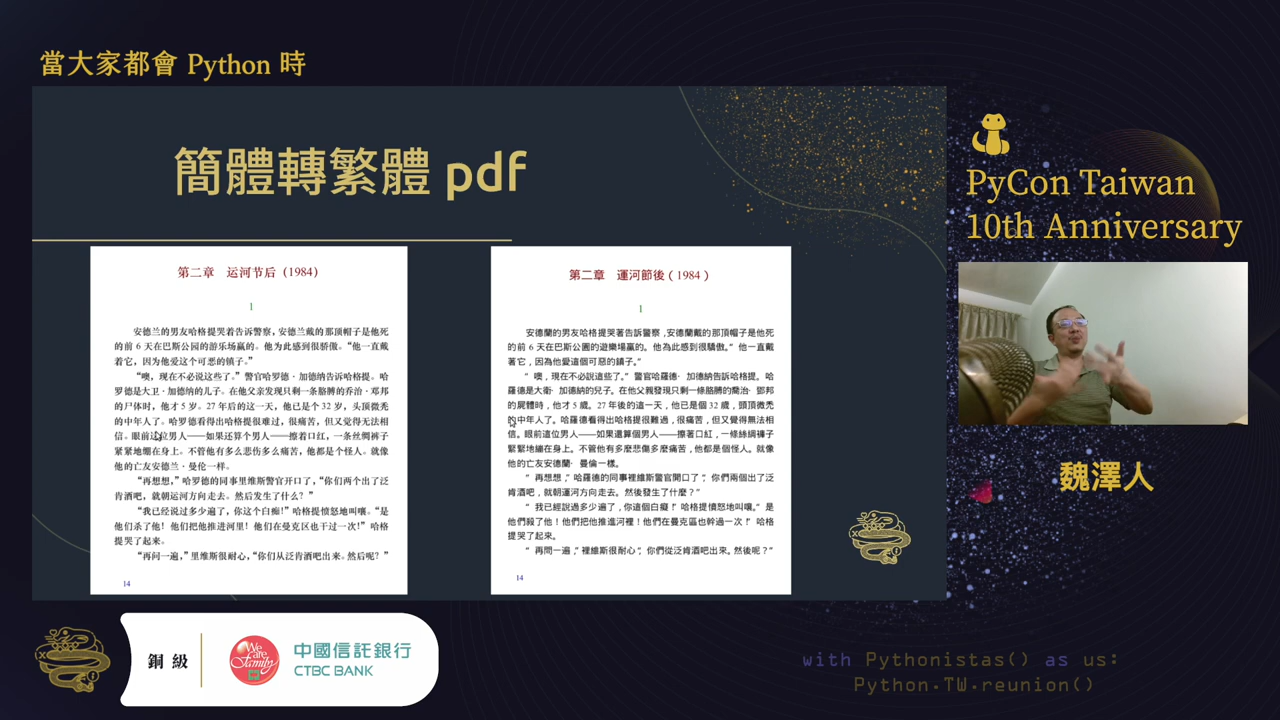 當大家都會 Python 時
簡體轉繁體 pdf
第二章 运河节后（1984）
1
安德兰的男友哈格提哭着告诉警察，安德兰戴的那顶帽子是他死
的前 6 天在巴斯公园的游乐场赢的。他为此感到很骄傲。“他一直戴
着它，因为他爱这个可恶的镇子。”
“噢，现在不必说这些了。”警官哈罗德·加德纳告诉哈格提。哈
罗德是大卫·加德纳的儿子。在他父亲发现只剩一条胳膊的乔治·邓邦
的尸体时，他才 5 岁。27 年后的这一天，他已是个 32 岁，头顶微秃
的中年人了。哈罗德看得出哈格提很难过，很痛苦，但又觉得无法相
信。眼前这位男人——如果还算个男人——擦着口红，一条丝绸裤子
紧紧地绷在身上。不管他有多么悲伤多么痛苦，他都是个怪人。就像
他的亡友安德兰·曼伦一样。
“再想想，”哈罗德的同事里维斯警官开口了，“你们两个出了泛
肯酒吧，就朝运河方向走去。然后发生了什么？”
“我已经说过多少遍了，你这个白痴！”哈格提愤怒地叫嚷。“是
他们杀了他！他们把他推进河里！他们在曼克区也干过一次！”哈格
提哭了起来。
“再问一遍，”里维斯很耐心，“你们从泛肯酒吧出来。然后呢？”
14
第二章 運河節後（1984）
1
安德蘭的男友哈格提哭著告訴警察，安德蘭戴的那頂帽子是他死
的前 6 天在巴斯公園的遊樂場贏的。他為此感到很驕傲。”他一直戴
著它，因為他愛這個可惡的鎮子。”
“噢，現在不必說這些了。”警官哈羅德·加德納告訴哈格提。哈
羅德是大衛·加德納的兒子。在他父親發現只剩一條胳膊的喬治·鄧邦
的屍體時，他才 5 歲。27 年後的這一天，他已是個 32 歲，頭頂微禿
的中年人了。哈羅德看得出哈格提很難過，很痛苦，但又覺得無法相
信。眼前這位男人——如果還算個男人——擦著口紅，一條絲綢褲子
緊緊地繃在身上。不管他有多麼悲傷多麼痛苦，他都是個怪人。就像
他的亡友安德蘭·曼倫一樣。
“再想想，”哈羅德的同事裡維斯警官開口了，“你們兩個出了泛
肯酒吧，就朝運河方向走去。然後發生了什麼？”
“我已經說過多少遍了，你這個白癡！”哈格提憤怒地叫嚷。“是
他們殺了他！他們把他推進河裡！他們在曼克區也幹過一次！”哈格
提哭了起來。
“再問一遍，”裡維斯很耐心，“你們從泛肯酒吧出來。然後呢？”
14
PyCon Taiwan
10th Anniversary
魏澤人
銅 級
We are Family
中國信託銀行
CTBC BANK
with Pythonistas() as us:
Python.TW.reunion()